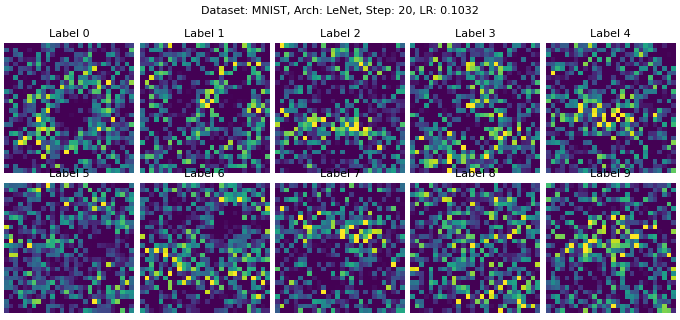 Dataset: MNIST, Arch: LeNet, Step: 20, LR: 0.1032
Label 0 Label 1 Label 2 Label 3 Label 4
Label 5 Label 6 Label 7 Label 8 Label 9